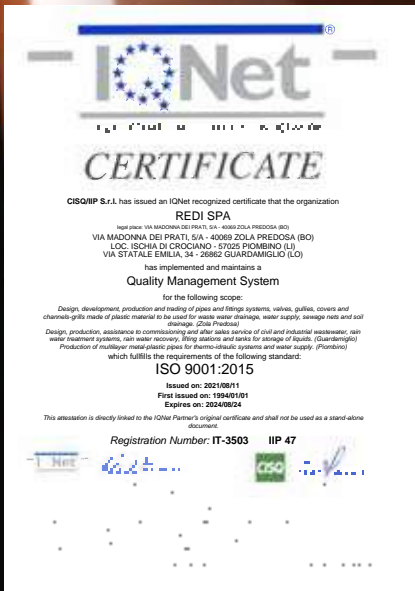 ®
IQNet
CERTIFICATE
CISQ/IIP S.r.l. has issued an IQNet recognized certificate that the organization
REDI SPA
legal place: VIA MADONNA DEI PRATI, 5/A - 40069 ZOLA PREDOSA (BO)
VIA MADONNA DEI PRATI, 5/A - 40069 ZOLA PREDOSA (BO)
LOC. ISCHIA DI CROCIANO - 57025 PIOMBINO (LI)
VIA STATALE EMILIA, 34 - 26862 GUARDAMIGLIO (LO)
has implemented and maintains a
Quality Management System
for the following scope:
Design, development, production and trading of pipes and fitting systems, valves, gullies, covers and
channels-grills made of plastic material to be used for waste water drainage, water supply, sewage nets and soil
drainage. (Zola Predosa)
Design, production, assistance to commissioning and after sales service of civil and industrial wastewater, rain
water treatment systems, rain water recovery, lifting stations and tanks for storage of liquids. (Guardamiglio)
Production of multilayer metal-plastic pipes for thermo-idraulic systems and water supply. (Piombino)
which fullfills the requirements of the following standard:
ISO 9001:2015
Issued on: 2021/08/11
First issued on: 1994/01/01
Expires on: 2024/08/24
This attestation is directly linked to the IQNet Partner's original certificate and shall not be used as a stand-alone
document.
Registration Number: IT-3503 IIP 47
IQNet
CISQ